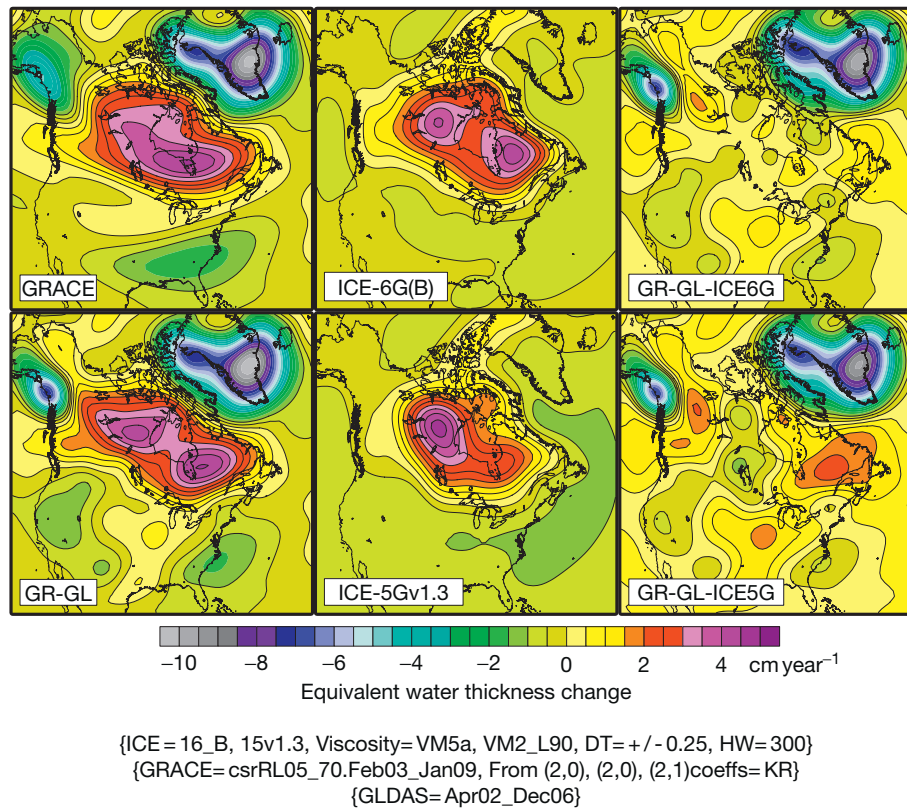 GRACE
ICE-6G(B)
GR-GL-ICE6G
GR-GL
ICE-5Gv1.3
GR-GL-ICE5G
−10 −8 −6 −4 −2 0 2 4 cm year⁻¹
Equivalent water thickness change
{ICE=16_B, 15v1.3, Viscosity=VM5a, VM2_L90, DT=+/-0.25, HW=300}
{GRACE=csrRL05_70.Feb03_Jan09, From (2,0), (2,0), (2,1)coeffs=KR}
{GLDAS=Apr02_Dec06}